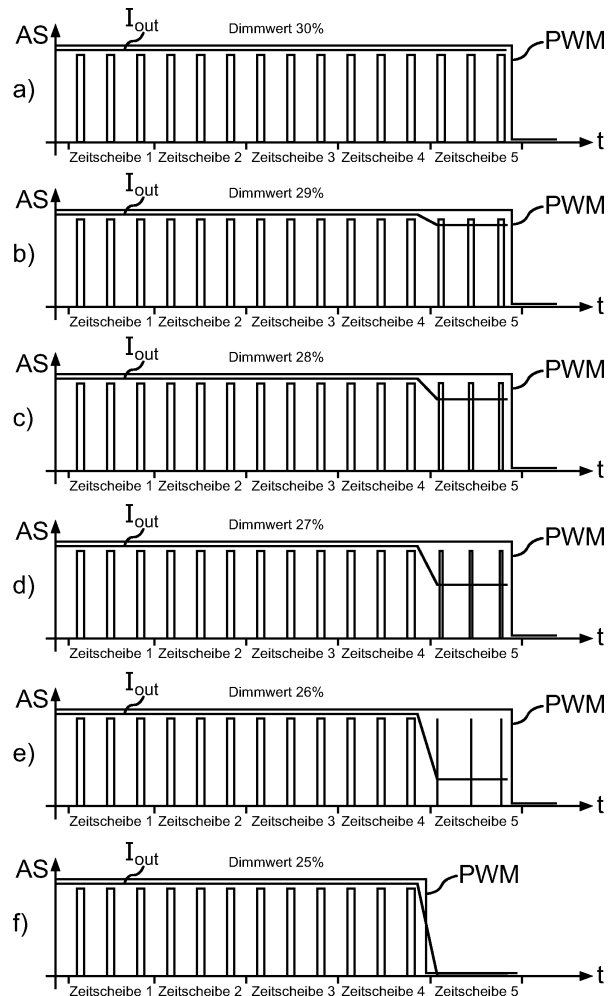 AS
I_out
Dimmwert 30%
PWM
a)
t
Zeitscheibe 1 Zeitscheibe 2 Zeitscheibe 3 Zeitscheibe 4 Zeitscheibe 5
AS
I_out
Dimmwert 29%
PWM
b)
t
Zeitscheibe 1 Zeitscheibe 2 Zeitscheibe 3 Zeitscheibe 4 Zeitscheibe 5
AS
I_out
Dimmwert 28%
PWM
c)
t
Zeitscheibe 1 Zeitscheibe 2 Zeitscheibe 3 Zeitscheibe 4 Zeitscheibe 5
AS
I_out
Dimmwert 27%
PWM
d)
t
Zeitscheibe 1 Zeitscheibe 2 Zeitscheibe 3 Zeitscheibe 4 Zeitscheibe 5
AS
I_out
Dimmwert 26%
PWM
e)
t
Zeitscheibe 1 Zeitscheibe 2 Zeitscheibe 3 Zeitscheibe 4 Zeitscheibe 5
AS
I_out
Dimmwert 25%
PWM
f)
t
Zeitscheibe 1 Zeitscheibe 2 Zeitscheibe 3 Zeitscheibe 4 Zeitscheibe 5